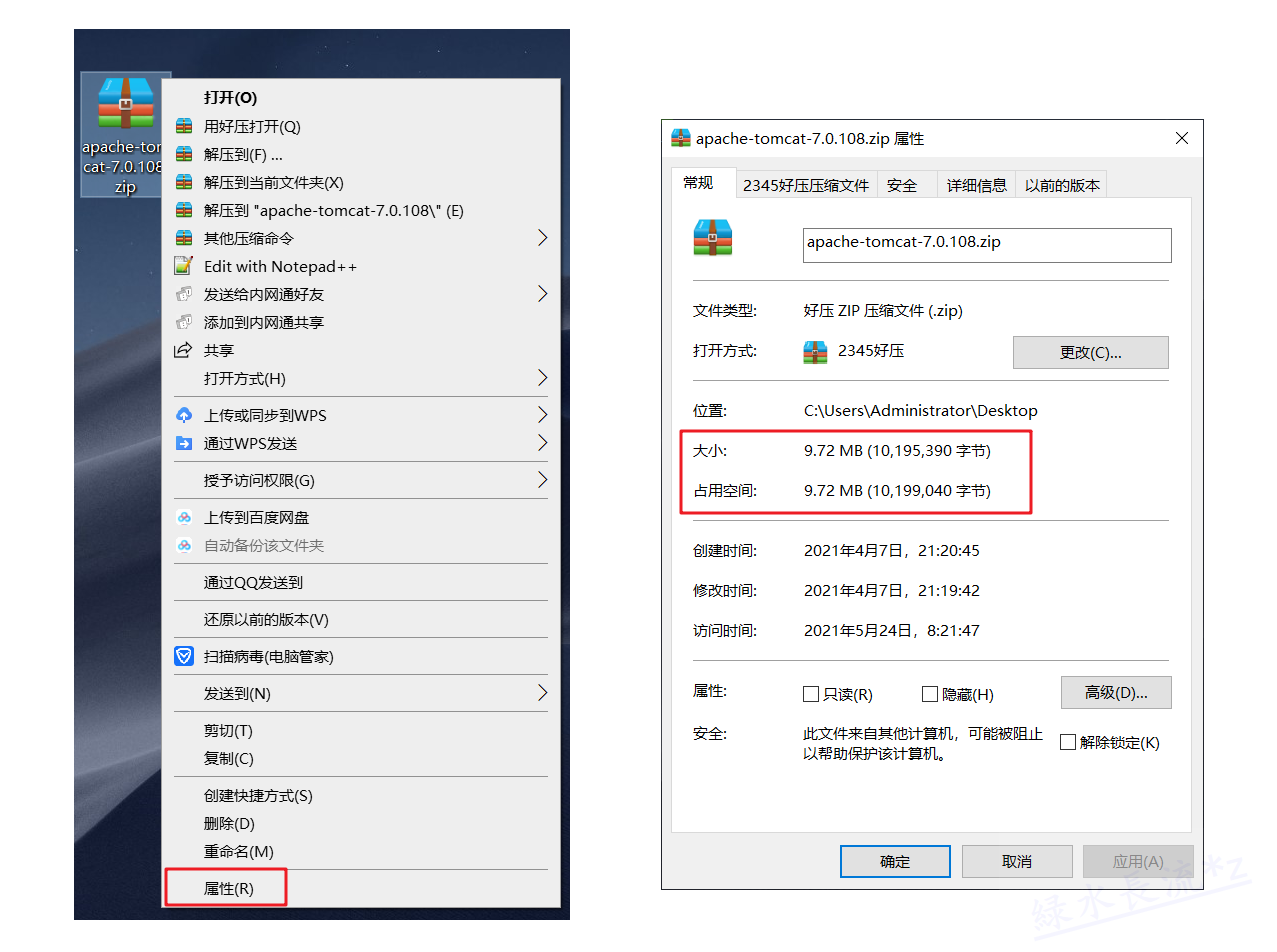 apache-tor
cat-7.0.108
zip
打开(O)
用好压打开(Q)
解压到(F) ...
解压到当前文件夹(X)
解压到 "apache-tomcat-7.0.108\" (E)
其他压缩命令
Edit with Notepad++
发送给内网通好友
添加到内网通共享
共享
打开方式(H)
上传或同步到WPS
通过WPS发送
授予访问权限(G)
上传到百度网盘
自动备份该文件夹
通过QQ发送到
还原以前的版本(V)
扫描病毒(电脑管家)
发送到(N)
剪切(T)
复制(C)
创建快捷方式(S)
删除(D)
重命名(M)
属性(R)
apache-tomcat-7.0.108.zip 属性
常规 2345好压压缩文件 安全 详细信息 以前的版本
apache-tomcat-7.0.108.zip
文件类型: 好压 ZIP 压缩文件 (.zip)
打开方式: 2345好压 更改(C)...
位置: C:\Users\Administrator\Desktop
大小: 9.72 MB (10,195,390 字节)
占用空间: 9.72 MB (10,199,040 字节)
创建时间: 2021年4月7日，21:20:45
修改时间: 2021年4月7日，21:19:42
访问时间: 2021年5月24日，8:21:47
属性: 只读(R) 隐藏(H) 高级(D)...
安全: 此文件来自其他计算机，可能被阻止
以帮助保护该计算机。 解除锁定(K)
确定 取消 应用(A)
緑水長流*z